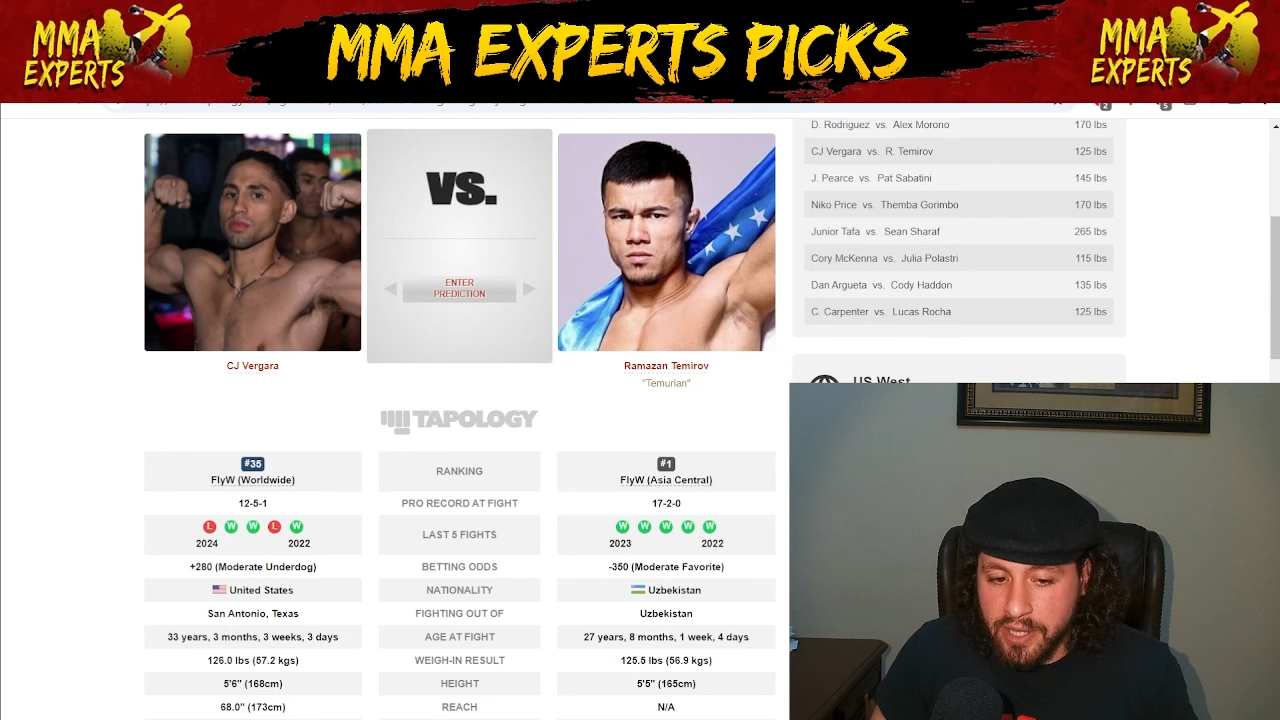 MMA EXPERTS
MMA EXPERTS PICKS
MMA EXPERTS
2
5
D. Rodriguez vs. Alex Morono 170 lbs
CJ Vergara vs. R. Temirov 125 lbs
J. Pearce vs. Pat Sabatini 145 lbs
Niko Price vs. Themba Gorimbo 170 lbs
Junior Tafa vs. Sean Sharaf 265 lbs
Cory McKenna vs. Julia Polastri 115 lbs
Dan Argueta vs. Cody Haddon 135 lbs
C. Carpenter vs. Lucas Rocha 125 lbs
US West
VS.
ENTER
PREDICTION
CJ Vergara
Ramazan Temirov
"Temurlan"
TAPOLOGY
#35 RANKING #1
FlyW (Worldwide) FlyW (Asia Central)
12-5-1 PRO RECORD AT FIGHT 17-2-0
L W W L W LAST 5 FIGHTS W W W W W
2024 2022 2023 2022
+280 (Moderate Underdog) BETTING ODDS -350 (Moderate Favorite)
United States NATIONALITY Uzbekistan
San Antonio, Texas FIGHTING OUT OF Uzbekistan
33 years, 3 months, 3 weeks, 3 days AGE AT FIGHT 27 years, 8 months, 1 week, 4 days
126.0 lbs (57.2 kgs) WEIGH-IN RESULT 125.5 lbs (56.9 kgs)
5'6" (168cm) HEIGHT 5'5" (165cm)
68.0" (173cm) REACH N/A